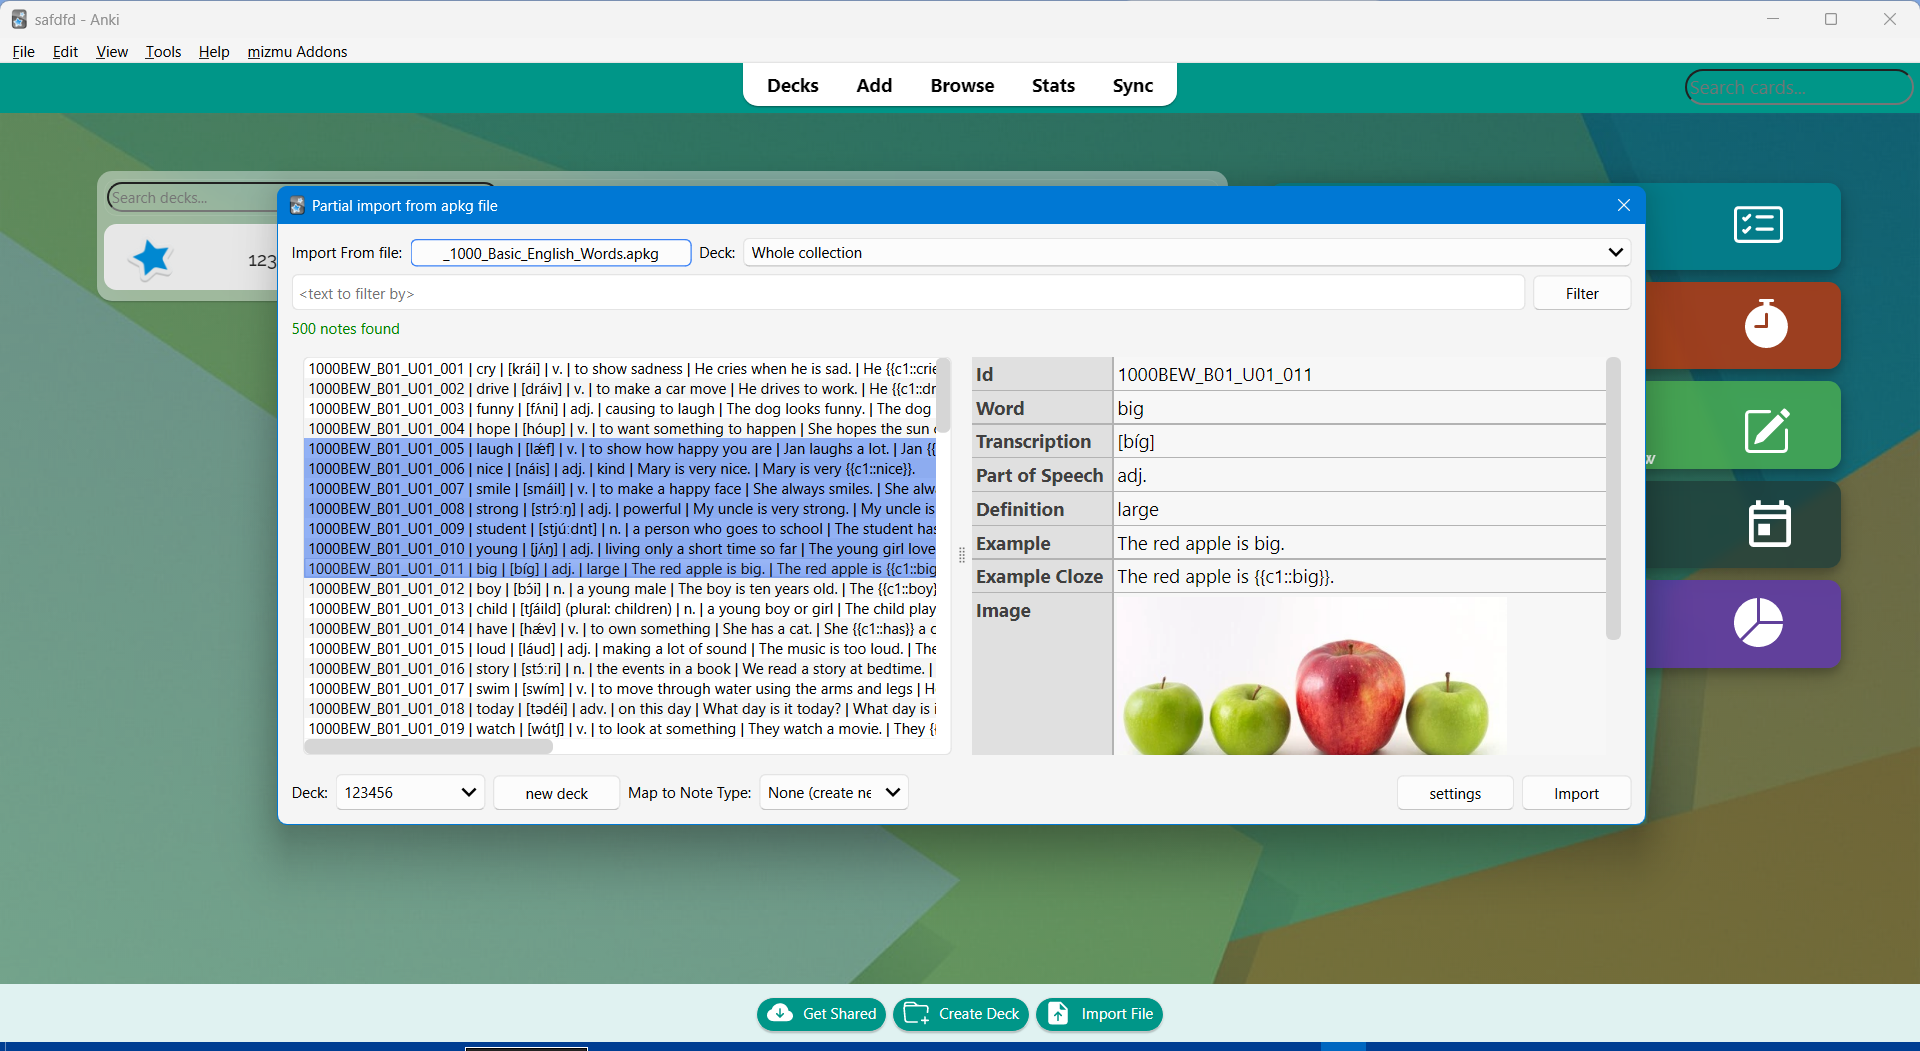 safdfd - Anki
File Edit View Tools Help mizmu Addons
Decks Add Browse Stats Sync
Search cards...
Search decks...
123
Partial import from apkg file
Import From file: _1000_Basic_English_Words.apkg Deck: Whole collection
<text to filter by> Filter
500 notes found
1000BEW_B01_U01_001 | cry | [krái] | v. | to show sadness | He cries when he is sad. | He {{c1::crie
1000BEW_B01_U01_002 | drive | [dráiv] | v. | to make a car move | He drives to work. | He {{c1::dr
1000BEW_B01_U01_003 | funny | [fʌ́ni] | adj. | causing to laugh | The dog looks funny. | The dog
1000BEW_B01_U01_004 | hope | [hóup] | v. | to want something to happen | She hopes the sun
1000BEW_B01_U01_005 | laugh | [lǽf] | v. | to show how happy you are | Jan laughs a lot. | Jan {{
1000BEW_B01_U01_006 | nice | [náis] | adj. | kind | Mary is very nice. | Mary is very {{c1::nice}}.
1000BEW_B01_U01_007 | smile | [smáil] | v. | to make a happy face | She always smiles. | She alw
1000BEW_B01_U01_008 | strong | [strɔ́ːŋ] | adj. | powerful | My uncle is very strong. | My uncle is
1000BEW_B01_U01_009 | student | [stjúːdnt] | n. | a person who goes to school | The student has
1000BEW_B01_U01_010 | young | [jʌ́ŋ] | adj. | living only a short time so far | The young girl love
1000BEW_B01_U01_011 | big | [bíg] | adj. | large | The red apple is big. | The red apple is {{c1::big
1000BEW_B01_U01_012 | boy | [bɔ́i] | n. | a young male | The boy is ten years old. | The {{c1::boy}
1000BEW_B01_U01_013 | child | [tʃáild] (plural: children) | n. | a young boy or girl | The child play
1000BEW_B01_U01_014 | have | [hǽv] | v. | to own something | She has a cat. | She {{c1::has}} a c
1000BEW_B01_U01_015 | loud | [láud] | adj. | making a lot of sound | The music is too loud. | The
1000BEW_B01_U01_016 | story | [stɔ́ːri] | n. | the events in a book | We read a story at bedtime. |
1000BEW_B01_U01_017 | swim | [swím] | v. | to move through water using the arms and legs | H
1000BEW_B01_U01_018 | today | [tədéi] | adv. | on this day | What day is it today? | What day is i
1000BEW_B01_U01_019 | watch | [wɑ́tʃ] | v. | to look at something | They watch a movie. | They {
Id 1000BEW_B01_U01_011
Word big
Transcription [bíg]
Part of Speech adj.
Definition large
Example The red apple is big.
Example Cloze The red apple is {{c1::big}}.
Image
w
Deck: 123456 new deck Map to Note Type: None (create ne settings Import
Get Shared Create Deck Import File